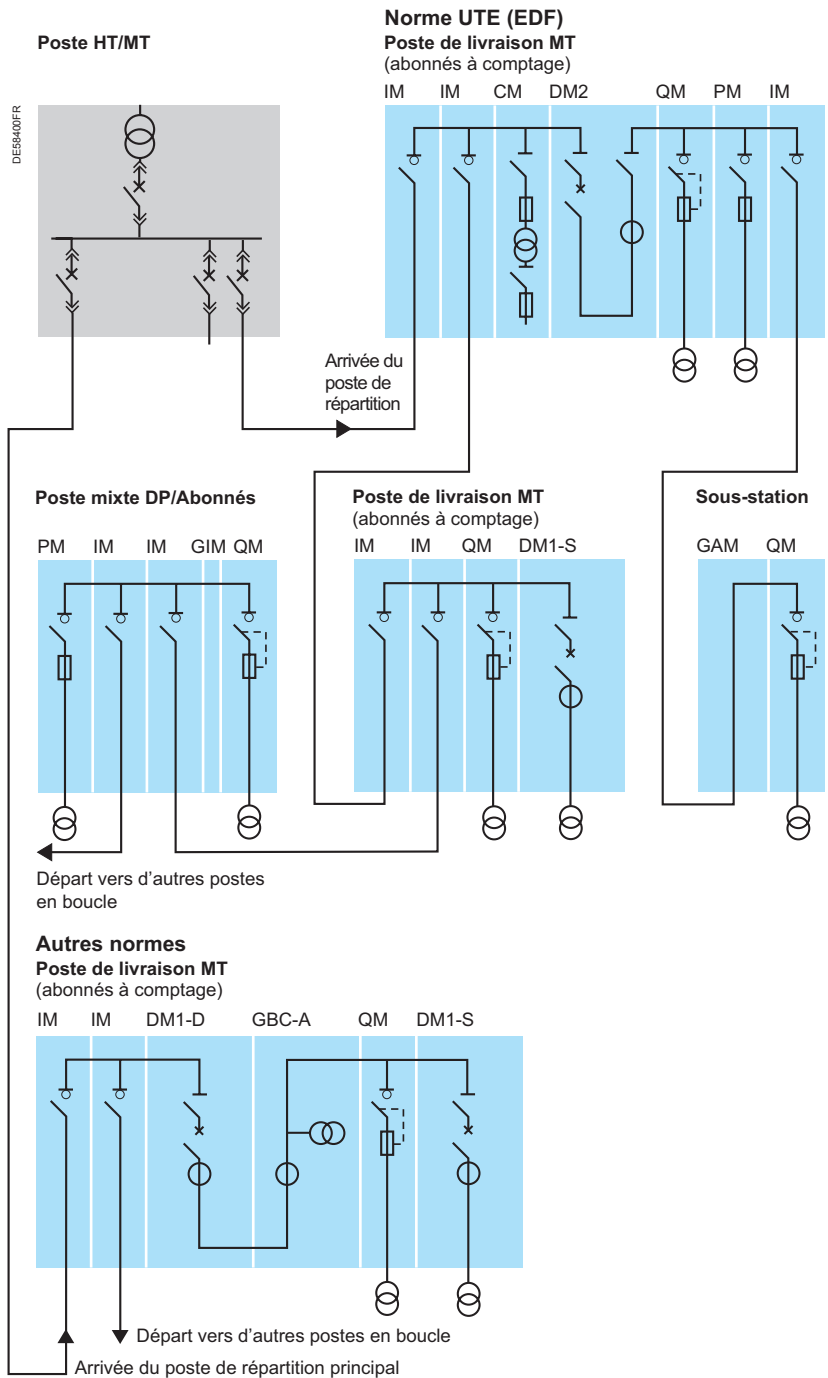 Norme UTE (EDF)
Poste HT/MT
Poste de livraison MT
(abonnés à comptage)
IM IM CM DM2 QM PM IM
DE58400FR
Arrivée du
poste de
répartition
Poste mixte DP/Abonnés
Poste de livraison MT
(abonnés à comptage)
Sous-station
PM IM IM GIM QM
IM IM QM DM1-S
GAM QM
Départ vers d'autres postes
en boucle
Autres normes
Poste de livraison MT
(abonnés à comptage)
IM IM DM1-D GBC-A QM DM1-S
Départ vers d'autres postes en boucle
Arrivée du poste de répartition principal